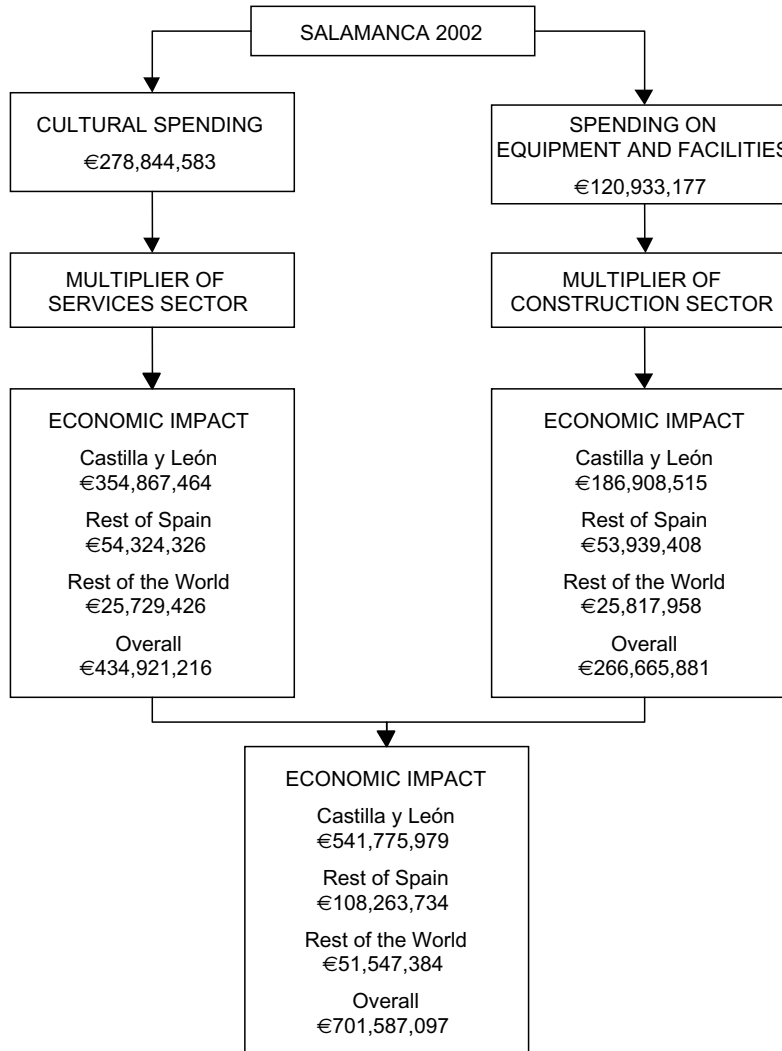 SALAMANCA 2002
CULTURAL SPENDING
€278,844,583
SPENDING ON
EQUIPMENT AND FACILITIES
€120,933,177
MULTIPLIER OF
SERVICES SECTOR
MULTIPLIER OF
CONSTRUCTION SECTOR
ECONOMIC IMPACT
Castilla y León
€354,867,464
Rest of Spain
€54,324,326
Rest of the World
€25,729,426
Overall
€434,921,216
ECONOMIC IMPACT
Castilla y León
€186,908,515
Rest of Spain
€53,939,408
Rest of the World
€25,817,958
Overall
€266,665,881
ECONOMIC IMPACT
Castilla y León
€541,775,979
Rest of Spain
€108,263,734
Rest of the World
€51,547,384
Overall
€701,587,097